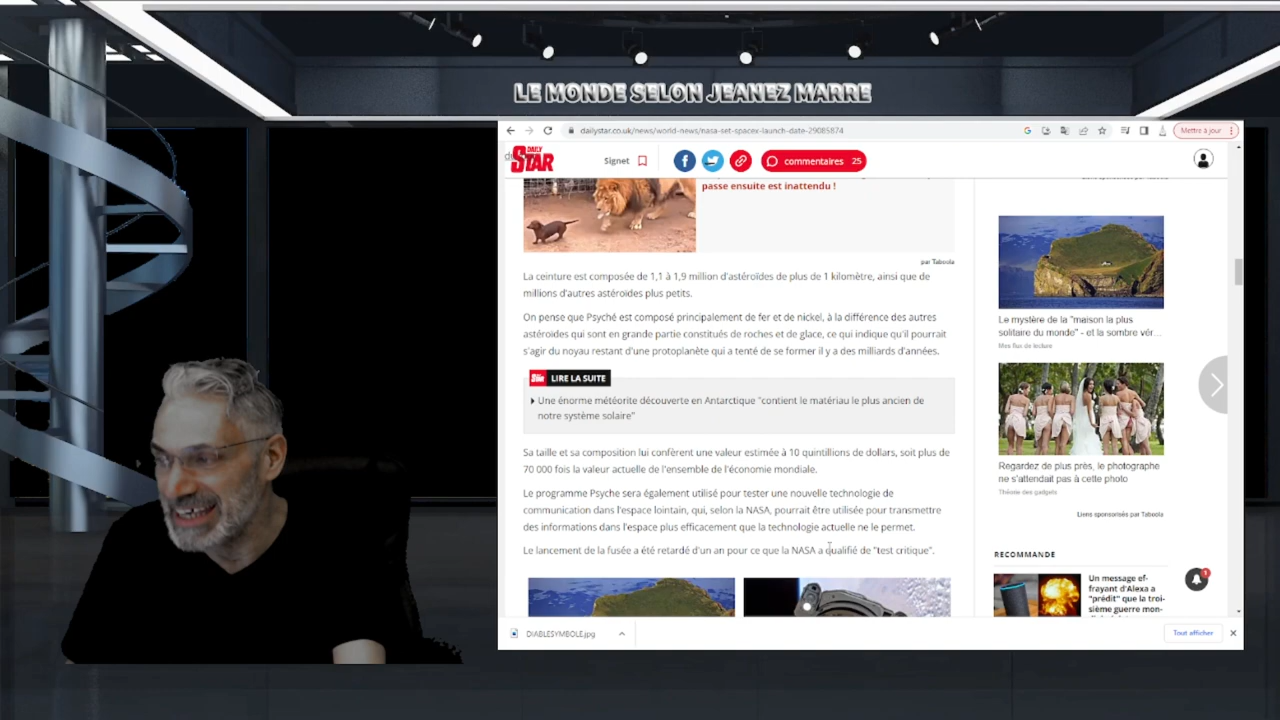 LE MONDE SELON JEANEZ MARRE
dailystar.co.uk/news/world-news/nasa-set-spacex-launch-date-29085874
Mettre à jour
DAILY STAR
Signet
commentaires 25
passe ensuite est inattendu !
par Taboola
La ceinture est composée de 1,1 à 1,9 million d'astéroïdes de plus de 1 kilomètre, ainsi que de
millions d'autres astéroïdes plus petits.
On pense que Psyché est composé principalement de fer et de nickel, à la différence des autres
astéroïdes qui sont en grande partie constitués de roches et de glace, ce qui indique qu'il pourrait
s'agir du noyau restant d'une protoplanète qui a tenté de se former il y a des milliards d'années.
Star LIRE LA SUITE
Une énorme météorite découverte en Antarctique "contient le matériau le plus ancien de
notre système solaire"
Sa taille et sa composition lui confèrent une valeur estimée à 10 quintillions de dollars, soit plus de
70 000 fois la valeur actuelle de l'ensemble de l'économie mondiale.
Le programme Psyche sera également utilisé pour tester une nouvelle technologie de
communication dans l'espace lointain, qui, selon la NASA, pourrait être utilisée pour transmettre
des informations dans l'espace plus efficacement que la technologie actuelle ne le permet.
Le lancement de la fusée a été retardé d'un an pour ce que la NASA a qualifié de "test critique".
Le mystère de la "maison la plus
solitaire du monde" - et la sombre vér...
Mes flux de lecture
Regardez de plus près, le photographe
ne s'attendait pas à cette photo
Théorie des gadgets
Liens sponsorisés par Taboola
RECOMMANDÉ
Un message ef-
frayant d'Alexa a
"prédit" que la troi-
sième guerre mon-
1
DIABLESYMBOLE.jpg
Tout afficher